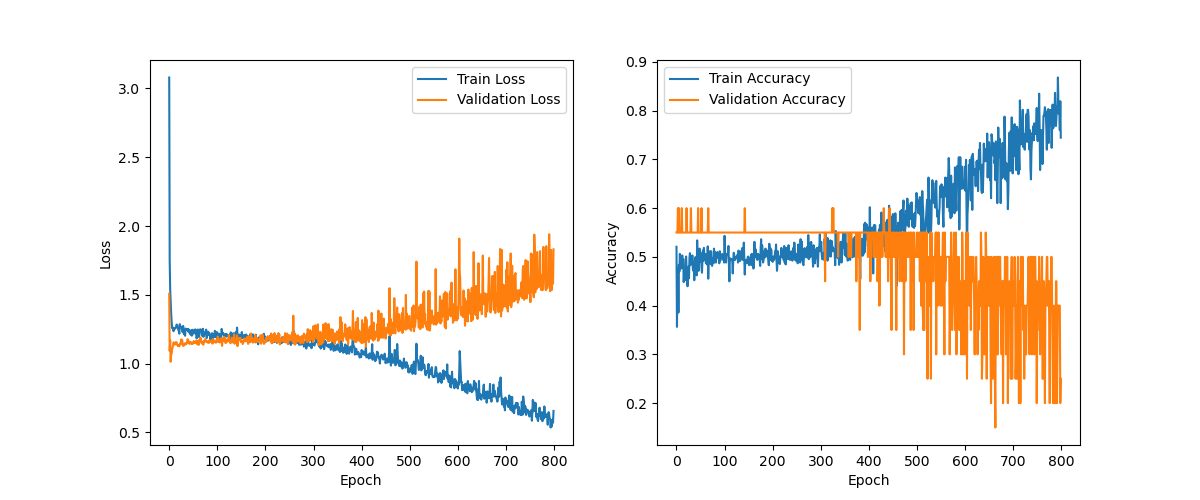 Train Loss
Validation Loss
3.0
2.5
2.0
1.5
1.0
0.5
Loss
0 100 200 300 400 500 600 700 800
Epoch
Train Accuracy
Validation Accuracy
0.9
0.8
0.7
0.6
0.5
0.4
0.3
0.2
Accuracy
0 100 200 300 400 500 600 700 800
Epoch